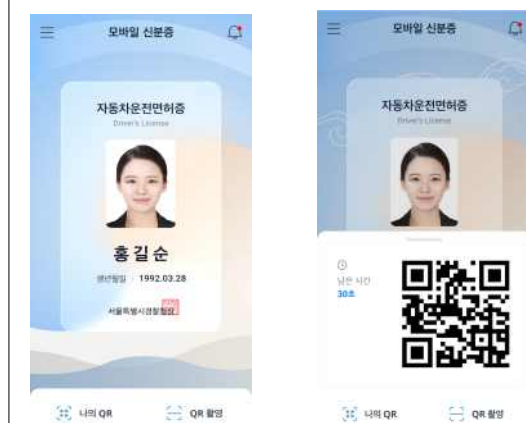 모바일 신분증
자동차운전면허증
Driver's License
홍길순
생년월일 : 1992.03.28
서울특별시경찰청장
나의 QR
QR 촬영
모바일 신분증
자동차운전면허증
Driver's License
남은 시간
30초
나의 QR
QR 촬영